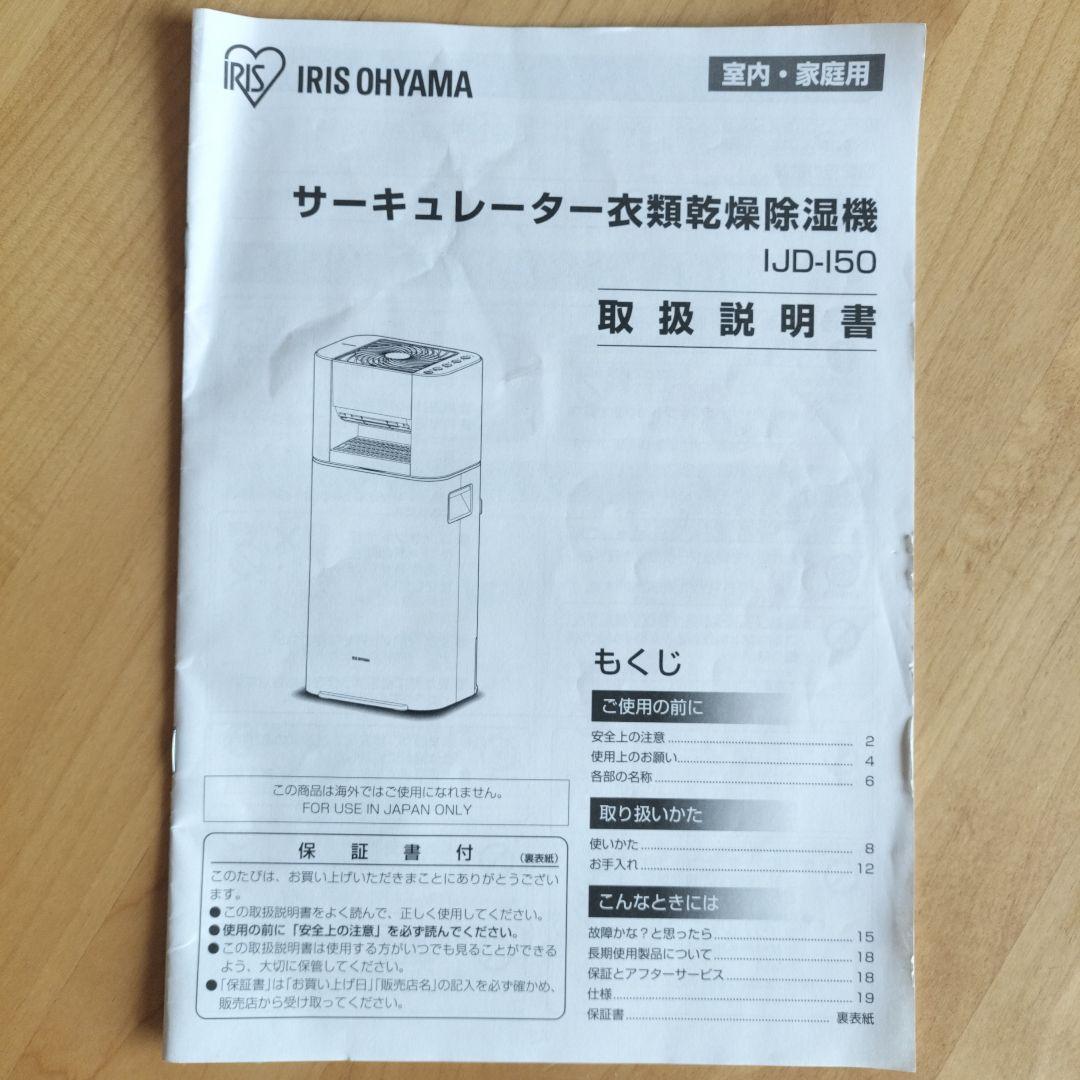 IRIS IRIS OHYAMA
室内・家庭用
サーキュレーター衣類乾燥除湿機
IJD-I50
取扱説明書
IRIS OHYAMA
この商品は海外ではご使用になれません。
FOR USE IN JAPAN ONLY
保証書付 (裏表紙)
このたびは、お買い上げいただきまことにありがとうござい
ます。
●この取扱説明書をよく読んで、正しく使用してください。
●使用の前に「安全上の注意」を必ず読んでください。
●この取扱説明書は使用する方がいつでも見ることができる
よう、大切に保管してください。
●「保証書」は「お買い上げ日」「販売店名」の記入を必ず確かめ、
販売店から受け取ってください。
もくじ
ご使用の前に
安全上の注意 2
使用上のお願い 4
各部の名称 6
取り扱いかた
使いかた 8
お手入れ 12
こんなときには
故障かな?と思ったら 15
長期使用製品について 18
保証とアフターサービス 18
仕様 19
保証書 裏表紙